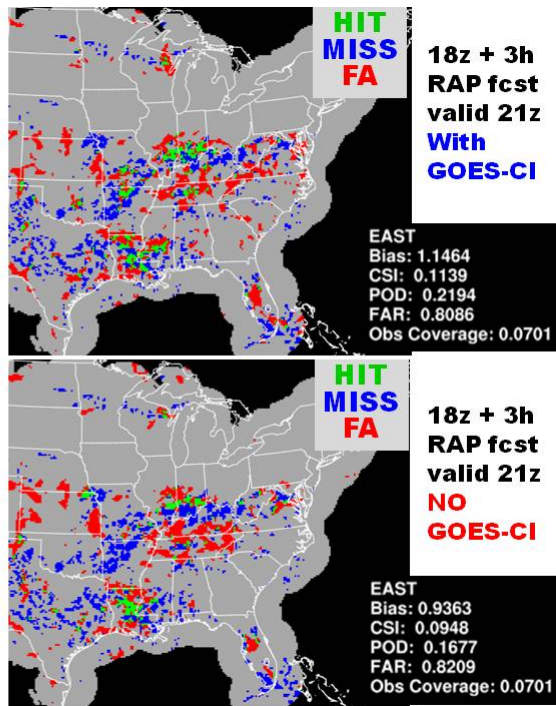 HIT
MISS
FA
18z + 3h
RAP fcst
valid 21z
With
GOES-CI
EAST
Bias: 1.1464
CSI: 0.1139
POD: 0.2194
FAR: 0.8086
Obs Coverage: 0.0701
HIT
MISS
FA
18z + 3h
RAP fcst
valid 21z
NO
GOES-CI
EAST
Bias: 0.9363
CSI: 0.0948
POD: 0.1677
FAR: 0.8209
Obs Coverage: 0.0701